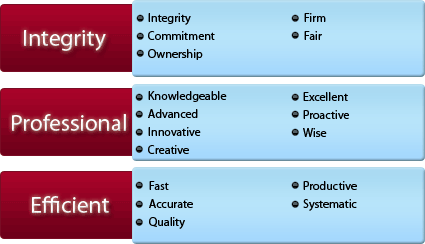 Integrity
Integrity
Commitment
Ownership
Firm
Fair
Professional
Knowledgeable
Advanced
Innovative
Creative
Excellent
Proactive
Wise
Efficient
Fast
Accurate
Quality
Productive
Systematic